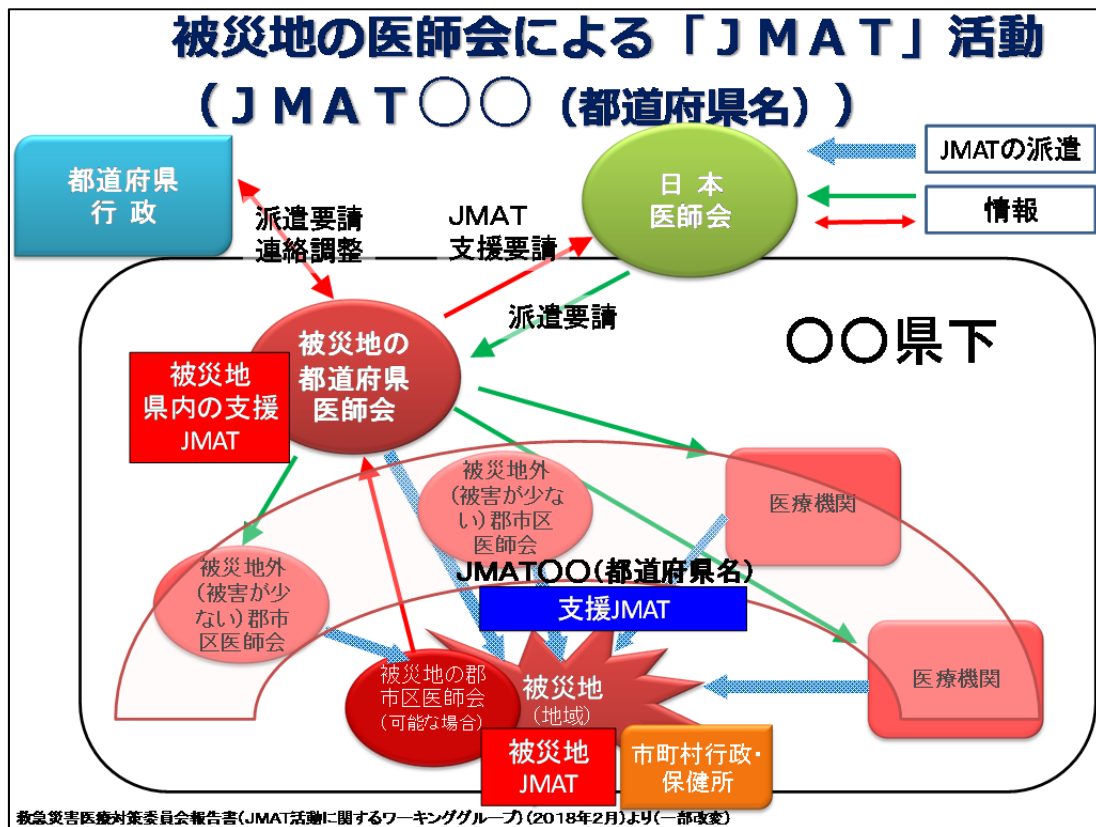 被災地の医師会による「JMAT」活動
(JMAT○○(都道府県名))
都道府県
行 政
日 本
医師会
JMATの派遣
情報
派遣要請
連絡調整
JMAT
支援要請
派遣要請
○○県下
被災地の
都道府県
医師会
被災地
県内の支援
JMAT
被災地外
(被害が少な
い)郡市区
医師会
医療機関
被災地外
(被害が少
ない)郡市
区医師会
JMAT○○(都道府県名)
支援JMAT
被災地の郡
市区医師会
(可能な場合)
被災地
(地域)
医療機関
被災地
JMAT
市町村行政・
保健所
救急災害医療対策委員会報告書(JMAT活動に関するワーキンググループ)(2018年2月)より(一部改変)